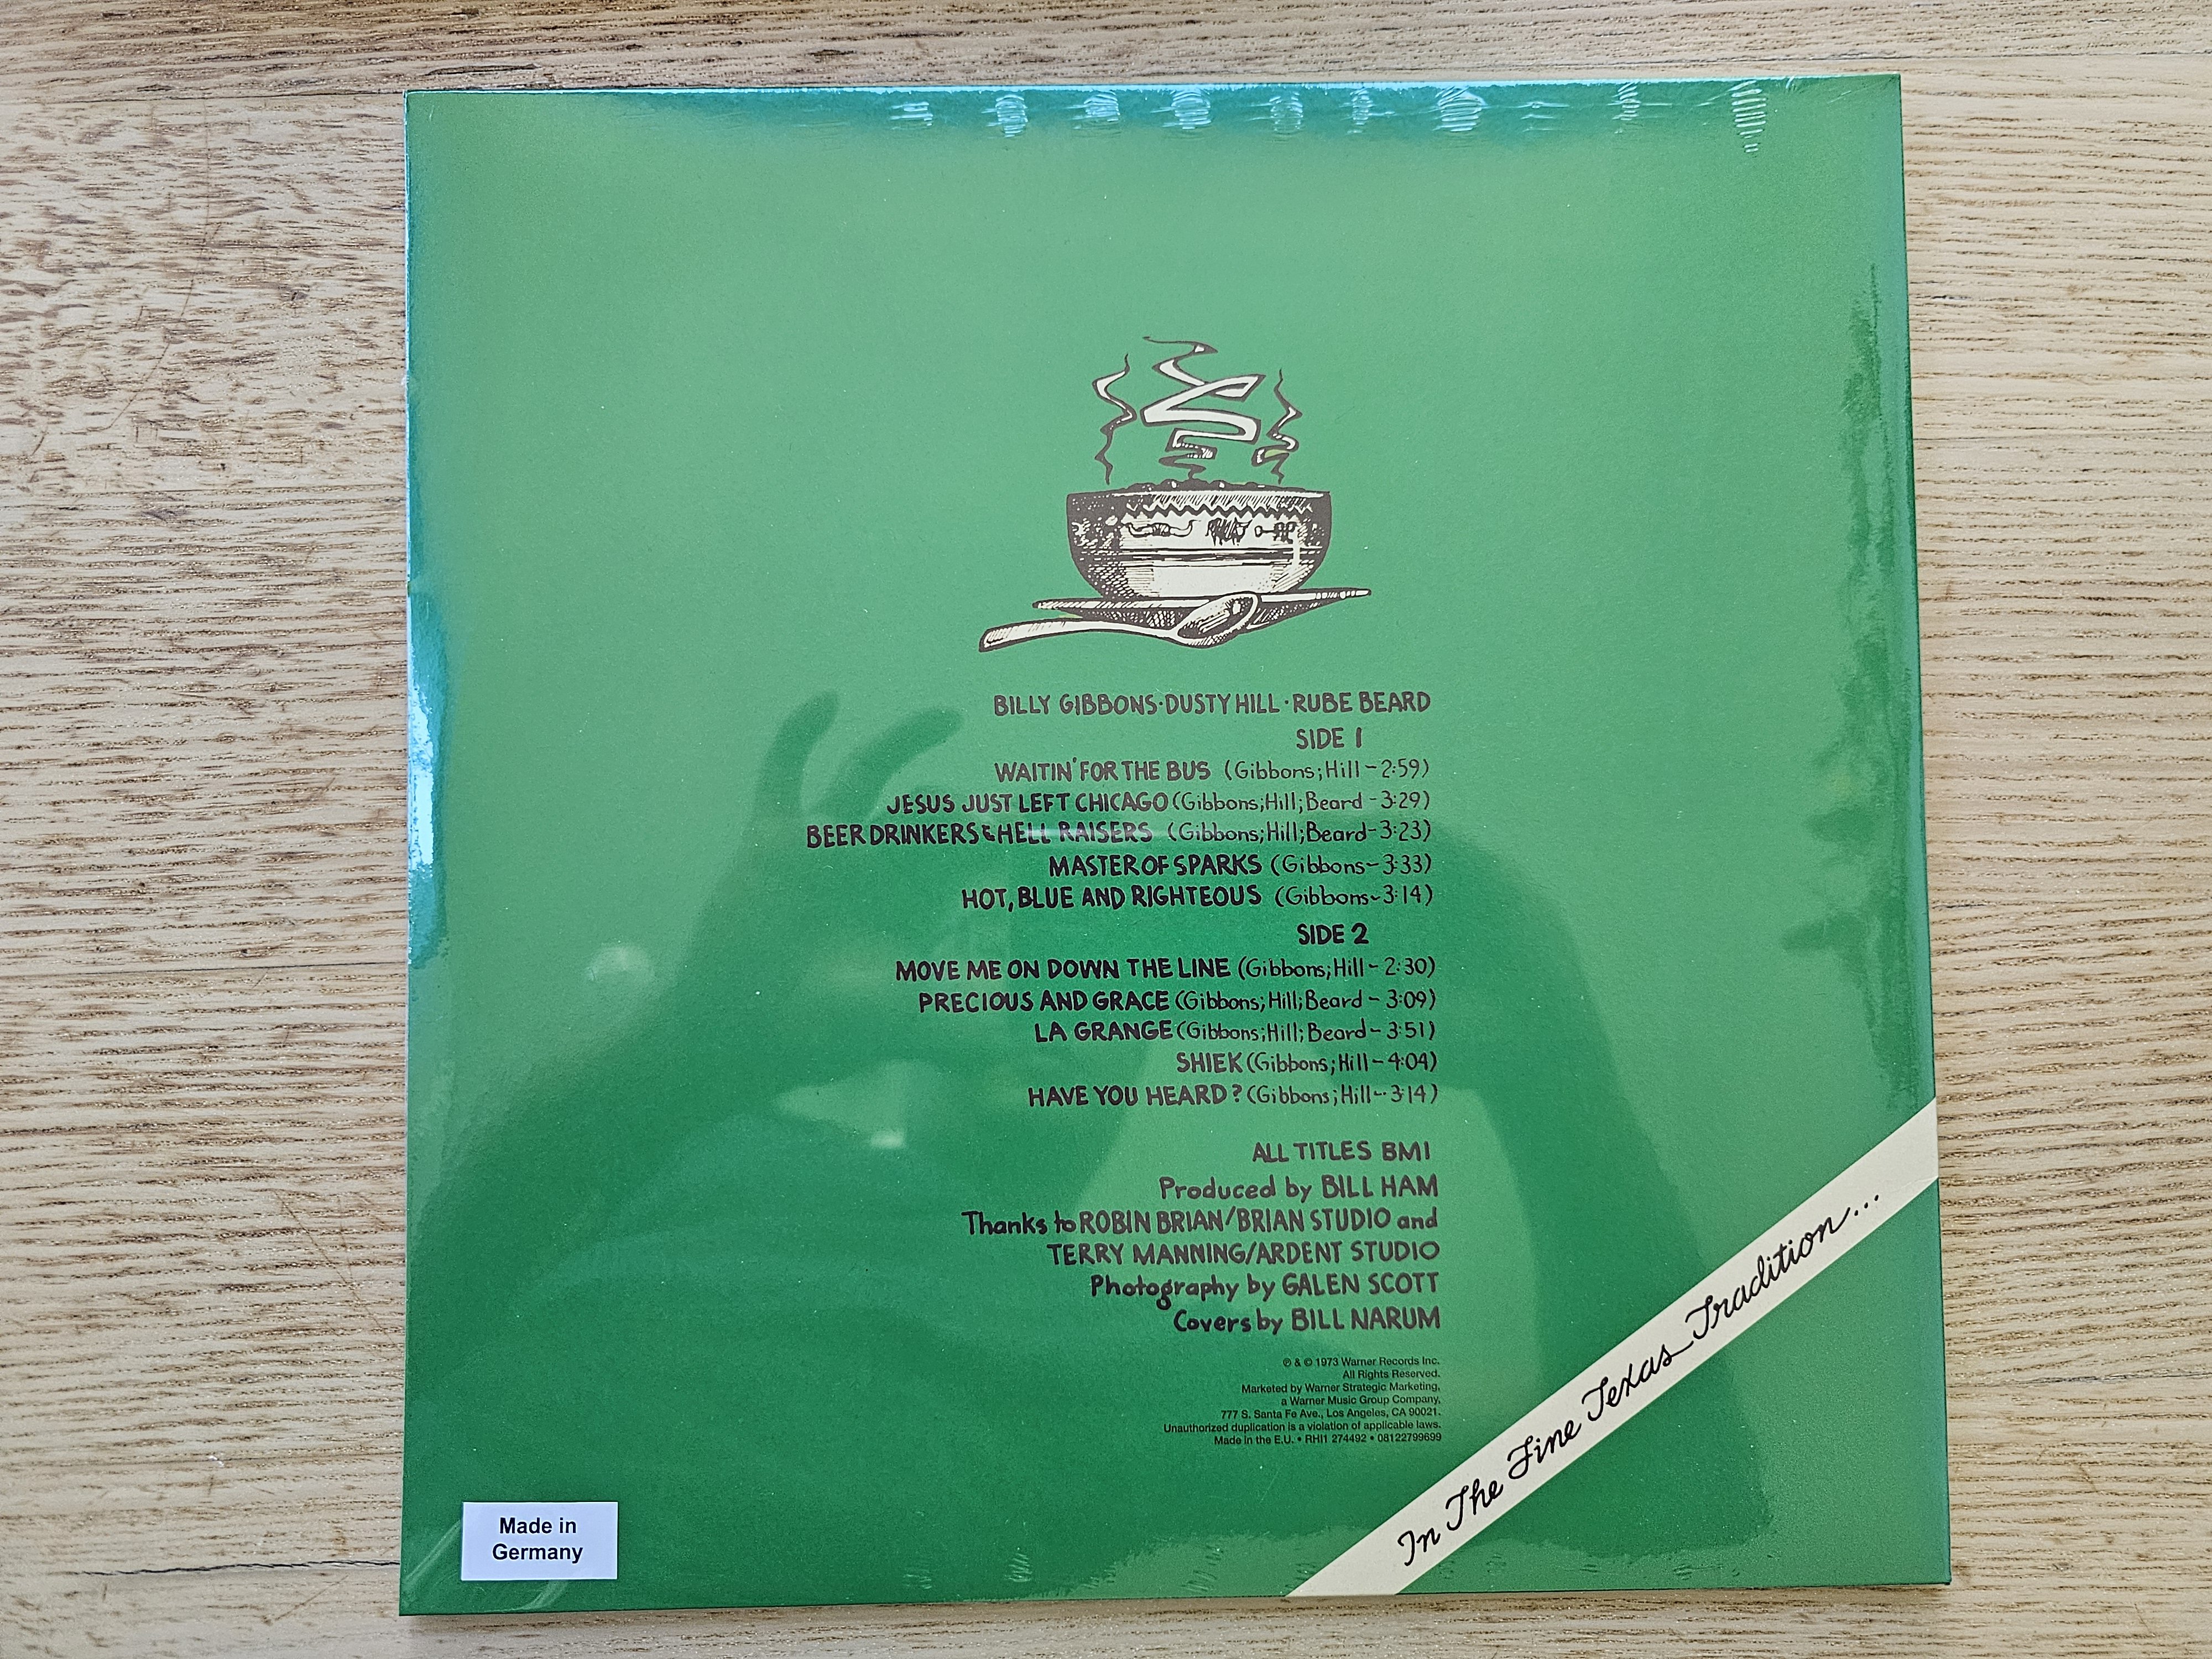 BILLY GIBBONS·DUSTY HILL·RUBE BEARD
SIDE 1
WAITIN' FOR THE BUS (Gibbons;Hill-2:59)
JESUS JUST LEFT CHICAGO (Gibbons;Hill;Beard-3:29)
BEER DRINKERS & HELL RAISERS (Gibbons;Hill;Beard-3:23)
MASTER OF SPARKS (Gibbons-3:33)
HOT, BLUE AND RIGHTEOUS (Gibbons-3:14)
SIDE 2
MOVE ME ON DOWN THE LINE (Gibbons;Hill-2:30)
PRECIOUS AND GRACE (Gibbons;Hill;Beard-3:09)
LA GRANGE (Gibbons;Hill;Beard-3:51)
SHIEK (Gibbons;Hill-4:04)
HAVE YOU HEARD? (Gibbons;Hill-3:14)
ALL TITLES BMI
Produced by BILL HAM
Thanks to ROBIN BRIAN/BRIAN STUDIO and
TERRY MANNING/ARDENT STUDIO
Photography by GALEN SCOTT
Covers by BILL NARUM
℗ & © 1973 Warner Records Inc.
All Rights Reserved.
Marketed by Warner Strategic Marketing,
a Warner Music Group Company,
777 S. Santa Fe Ave., Los Angeles, CA 90021.
Unauthorized duplication is a violation of applicable laws.
Made in the E.U. • RHI1 274492 • 08122799699
In The Fine Texas Tradition...
Made in
Germany